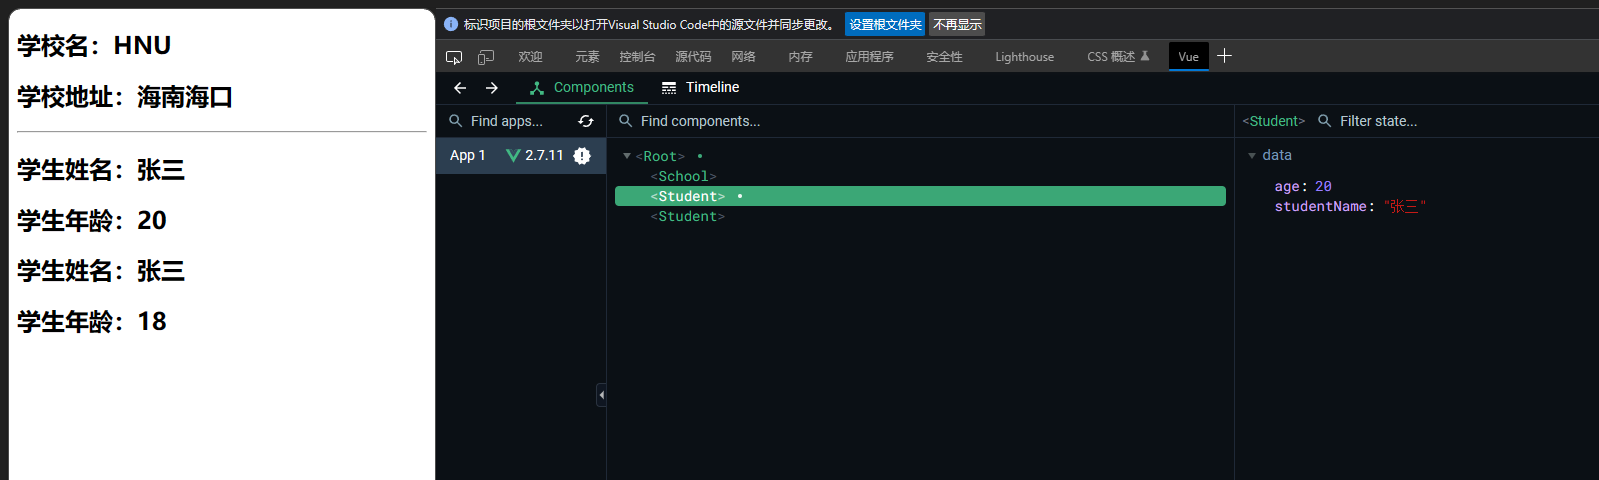 学校名：HNU
学校地址：海南海口
学生姓名：张三
学生年龄：20
学生姓名：张三
学生年龄：18
标识项目的根文件夹以打开Visual Studio Code中的源文件并同步更改。 设置根文件夹 不再显示
欢迎 元素 控制台 源代码 网络 内存 应用程序 安全性 Lighthouse CSS 概述 Vue
Components Timeline
Find apps...
App 1 2.7.11
Find components...
<Root>
<School>
<Student>
<Student>
<Student> Filter state...
data
age: 20
studentName: "张三"